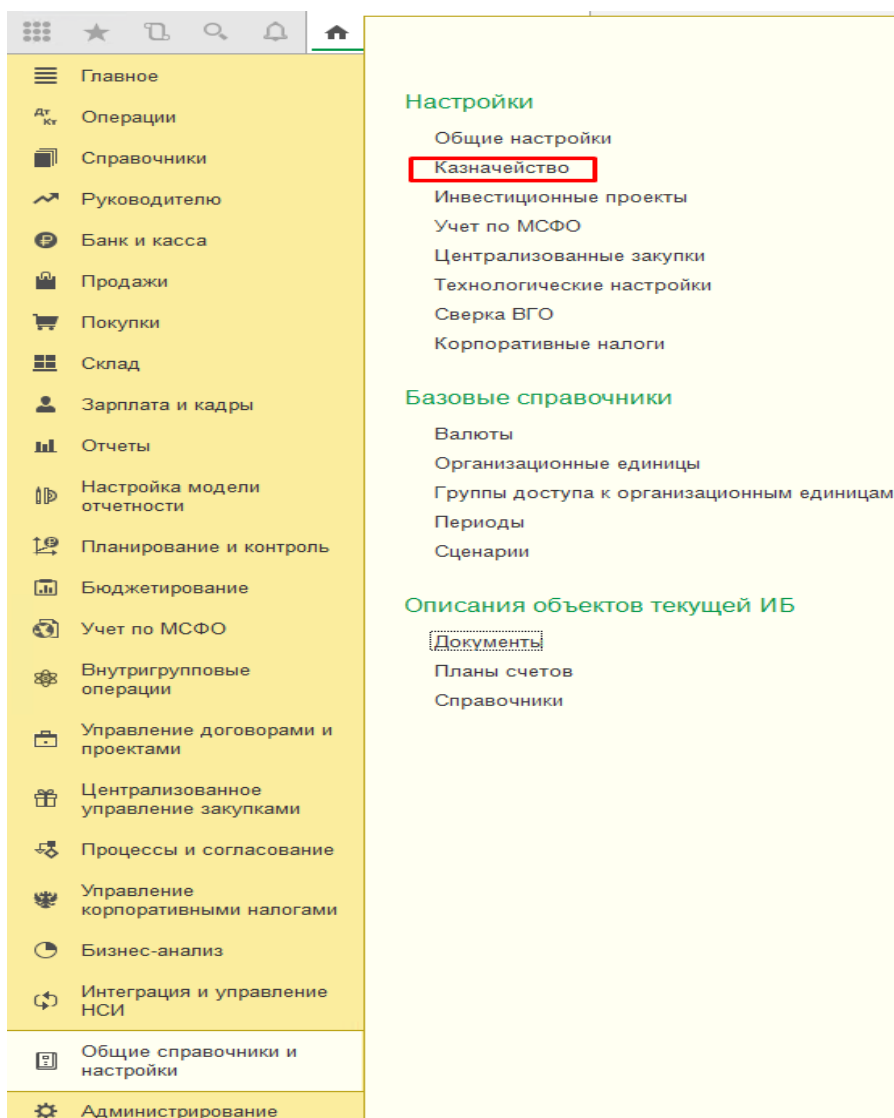 Главное
Дт
Кт
Операции
Справочники
Руководителю
Банк и касса
Продажи
Покупки
Склад
Зарплата и кадры
Отчеты
Настройка модели
отчетности
Планирование и контроль
Бюджетирование
Учет по МСФО
Внутригрупповые
операции
Управление договорами и
проектами
Централизованное
управление закупками
Процессы и согласование
Управление
корпоративными налогами
Бизнес-анализ
Интеграция и управление
НСИ
Общие справочники и
настройки
Администрирование
Настройки
Общие настройки
Казначейство
Инвестиционные проекты
Учет по МСФО
Централизованные закупки
Технологические настройки
Сверка ВГО
Корпоративные налоги
Базовые справочники
Валюты
Организационные единицы
Группы доступа к организационным единицам
Периоды
Сценарии
Описания объектов текущей ИБ
Документы
Планы счетов
Справочники